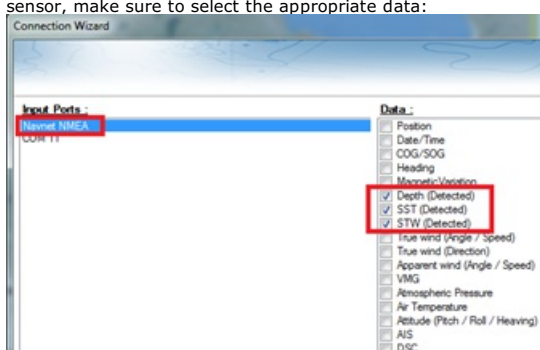 sensor, make sure to select the appropriate data:
Connection Wizard
Input Ports :
Navnet NMEA
COM 11
Data :
Position
Date/Time
COG/SOG
Heading
Magnetic Variation
Depth (Detected)
SST (Detected)
STW (Detected)
True wind (Angle / Speed)
True wind (Direction)
Apparent wind (Angle / Speed)
VMG
Atmospheric Pressure
Air Temperature
Attitude (Pitch / Roll / Heaving)
AIS
DSC